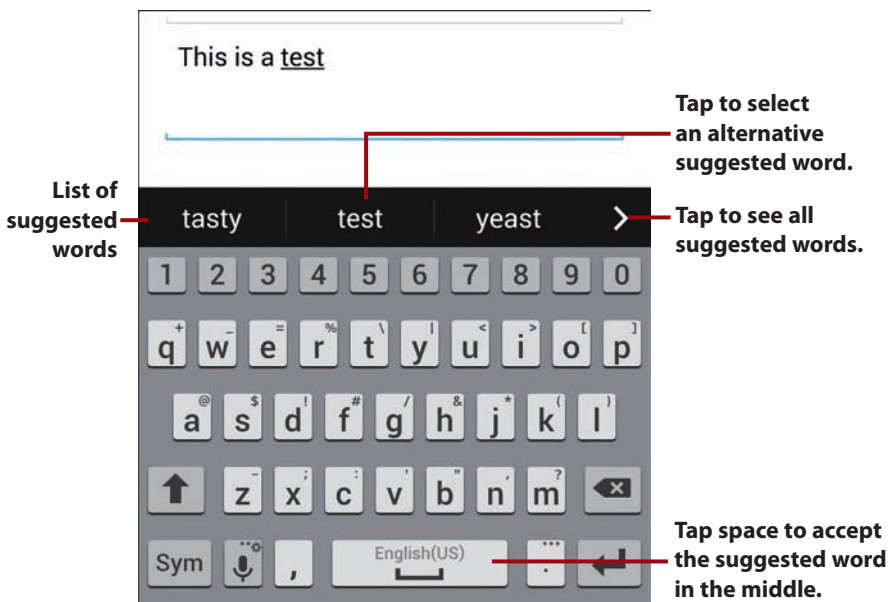 This is a test
Tap to select
an alternative
suggested word.
List of
suggested
words
tasty test yeast >
Tap to see all
suggested words.
1 2 3 4 5 6 7 8 9 0
+ _ = % \ | < > [ ]
q w e r t y u i o p
@ $ ! # / & * ( )
a s d f g h j k l
- ; : ' " , ?
z x c v b n m
Sym , English(US) .
Tap space to accept
the suggested word
in the middle.